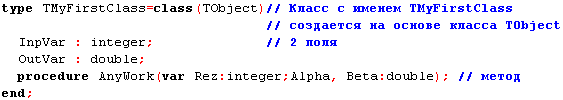 type TMyFirstClass=class(TObject)// Класс с именем TMyFirstClass
// создается на основе класса TObject
InpVar : integer; // 2 поля
OutVar : double;
procedure AnyWork(var Rez:integer;Alpha, Beta:double); // метод
end;